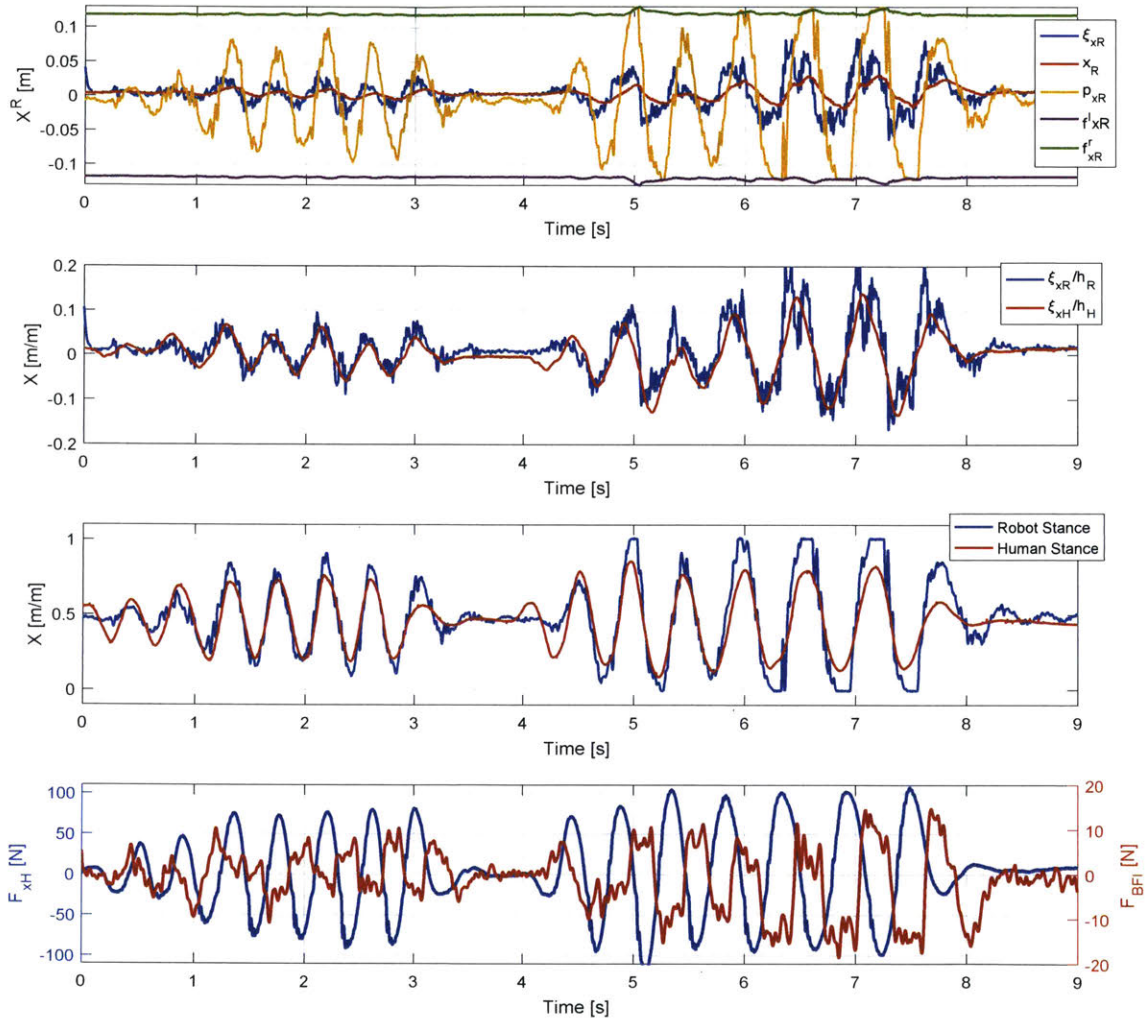 0.1
0.05
0
-0.05
-0.1
X^R [m]
ξ_xR
x_R
p_xR
f^l_xR
f^r_xR
0 1 2 3 4 5 6 7 8
Time [s]
0.2
0.1
0
-0.1
-0.2
X [m/m]
ξ_xR/h_R
ξ_xH/h_H
0 1 2 3 4 5 6 7 8 9
Time [s]
1
0.5
0
X [m/m]
Robot Stance
Human Stance
0 1 2 3 4 5 6 7 8 9
Time [s]
100
50
0
-50
-100
F_xH [N]
20
10
0
-10
-20
F_BFI [N]
0 1 2 3 4 5 6 7 8 9
Time [s]